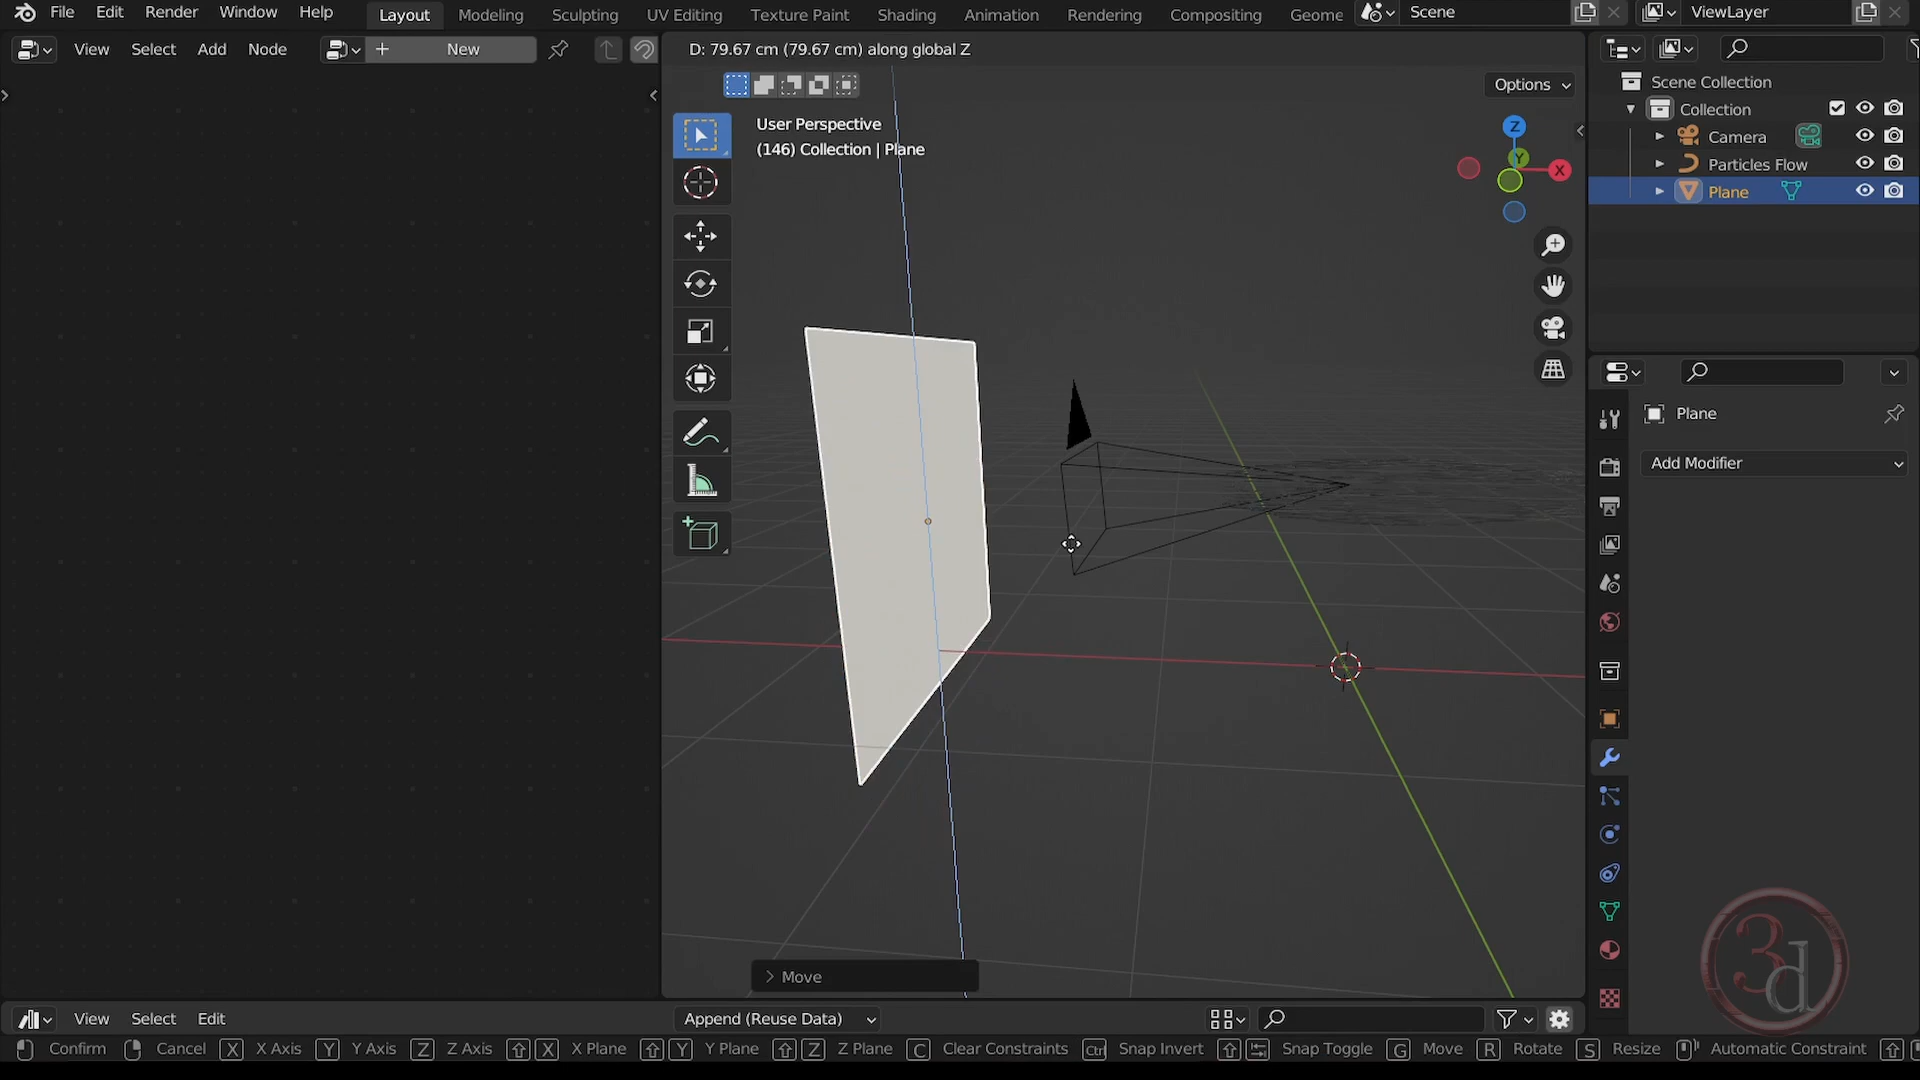 File Edit Render Window Help Layout Modeling Sculpting UV Editing Texture Paint Shading Animation Rendering Compositing Geome Scene ViewLayer
View Select Add Node New D: 79.67 cm (79.67 cm) along global Z
Options
User Perspective
(146) Collection | Plane
Z
Y
X
Scene Collection
Collection
Camera
Particles Flow
Plane
Plane
Add Modifier
Move
3d
View Select Edit Append (Reuse Data)
Confirm Cancel X X Axis Y Y Axis Z Z Axis X X Plane Y Y Plane Z Z Plane C Clear Constraints Ctrl Snap Invert Snap Toggle G Move R Rotate S Resize Automatic Constraint